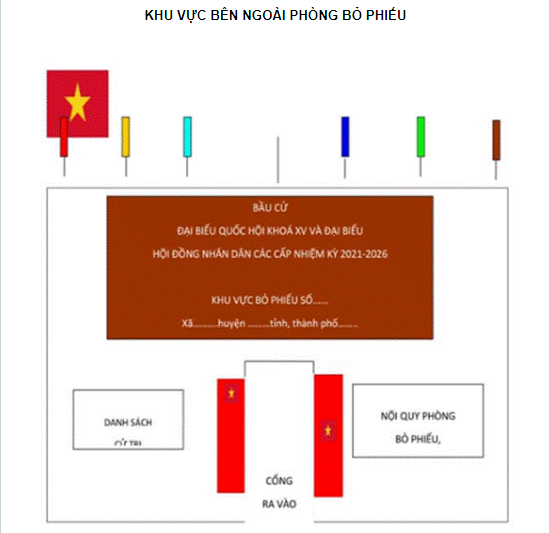 KHU VỰC BÊN NGOÀI PHÒNG BỎ PHIẾU
BẦU CỬ
ĐẠI BIỂU QUỐC HỘI KHOÁ XV VÀ ĐẠI BIỂU
HỘI ĐỒNG NHÂN DÂN CÁC CẤP NHIỆM KỲ 2021-2026
KHU VỰC BỎ PHIẾU SỐ......
Xã..........huyện .........tỉnh, thành phố........
DANH SÁCH
CỬ TRI
NỘI QUY PHÒNG
BỎ PHIẾU,
CỔNG
RA VÀO